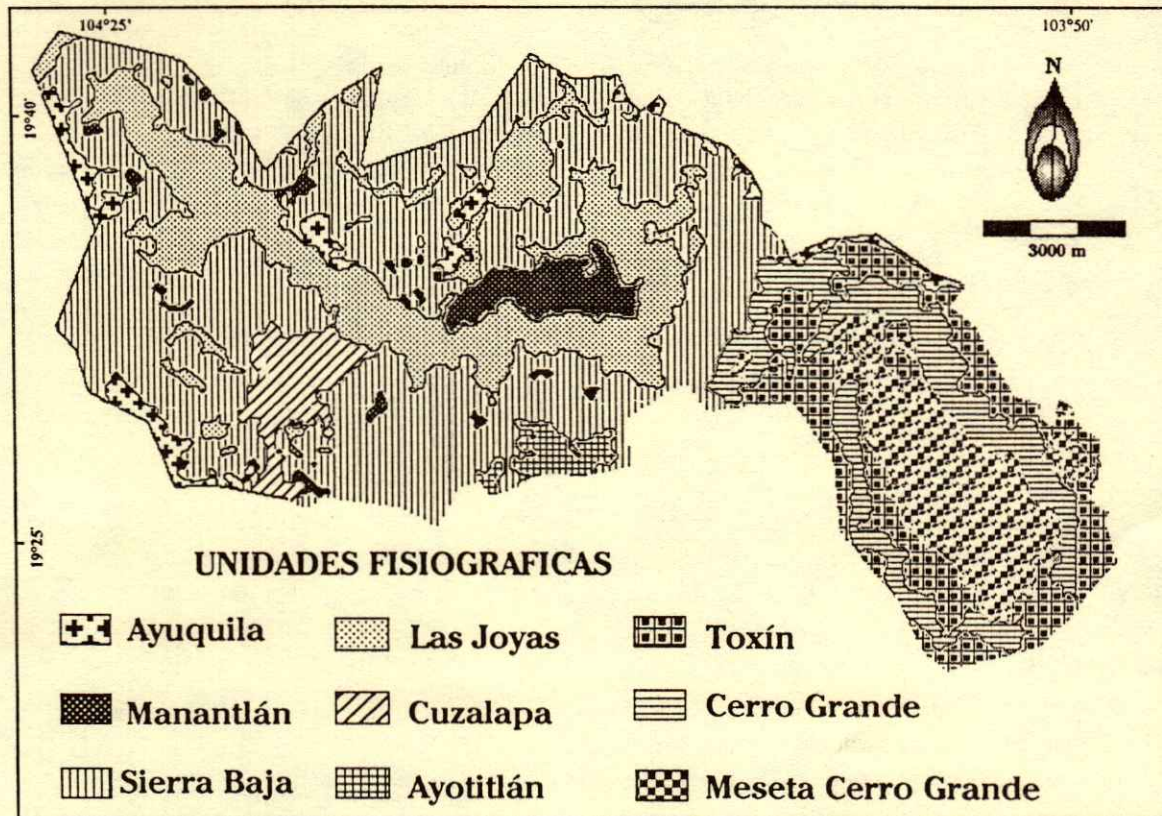 104°25'
103°50'
N
19°40'
3000 m
19°25'
UNIDADES FISIOGRAFICAS
Ayuquila
Las Joyas
Toxín
Manantlán
Cuzalapa
Cerro Grande
Sierra Baja
Ayotitlán
Meseta Cerro Grande